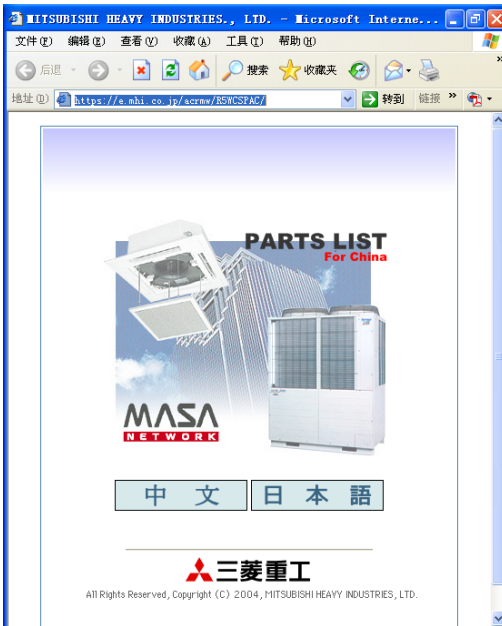 MITSUBISHI HEAVY INDUSTRIES., LTD. - Microsoft Interne...
文件(F) 编辑(E) 查看(V) 收藏(A) 工具(T) 帮助(H)
后退 搜索 收藏夹
地址(D) https://e.mhi.co.jp/acrmw/R5WCSPAC/ 转到 链接 »
PARTS LIST
For China
MASA
NETWORK
中 文 日 本 語
三菱重工
All Rights Reserved, Copyright (C) 2004, MITSUBISHI HEAVY INDUSTRIES, LTD.